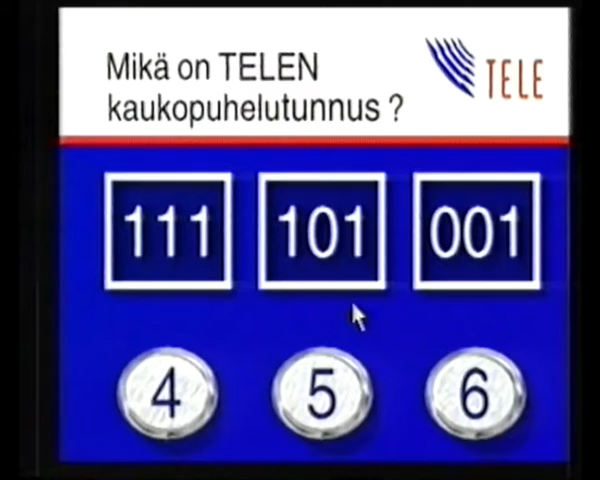 Mikä on TELEN
kaukopuhelutunnus ?
TELE
111 101 001
4 5 6